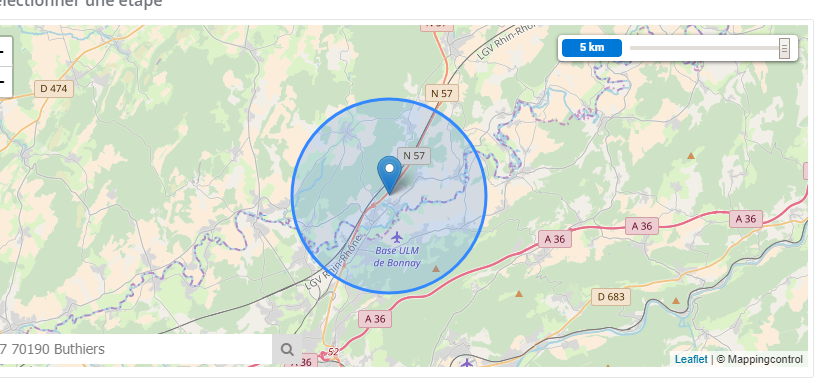 électionner une étape
N 57
LGV Rhin-Rhône
5 km
D 474
N 57
N 57
A 36
A 36
A 36
Base ULM
de Bonnay
LGV Rhin-Rhône
D 683
A 36
7 70190 Buthiers
A 36
52
Leaflet | © Mappingcontrol